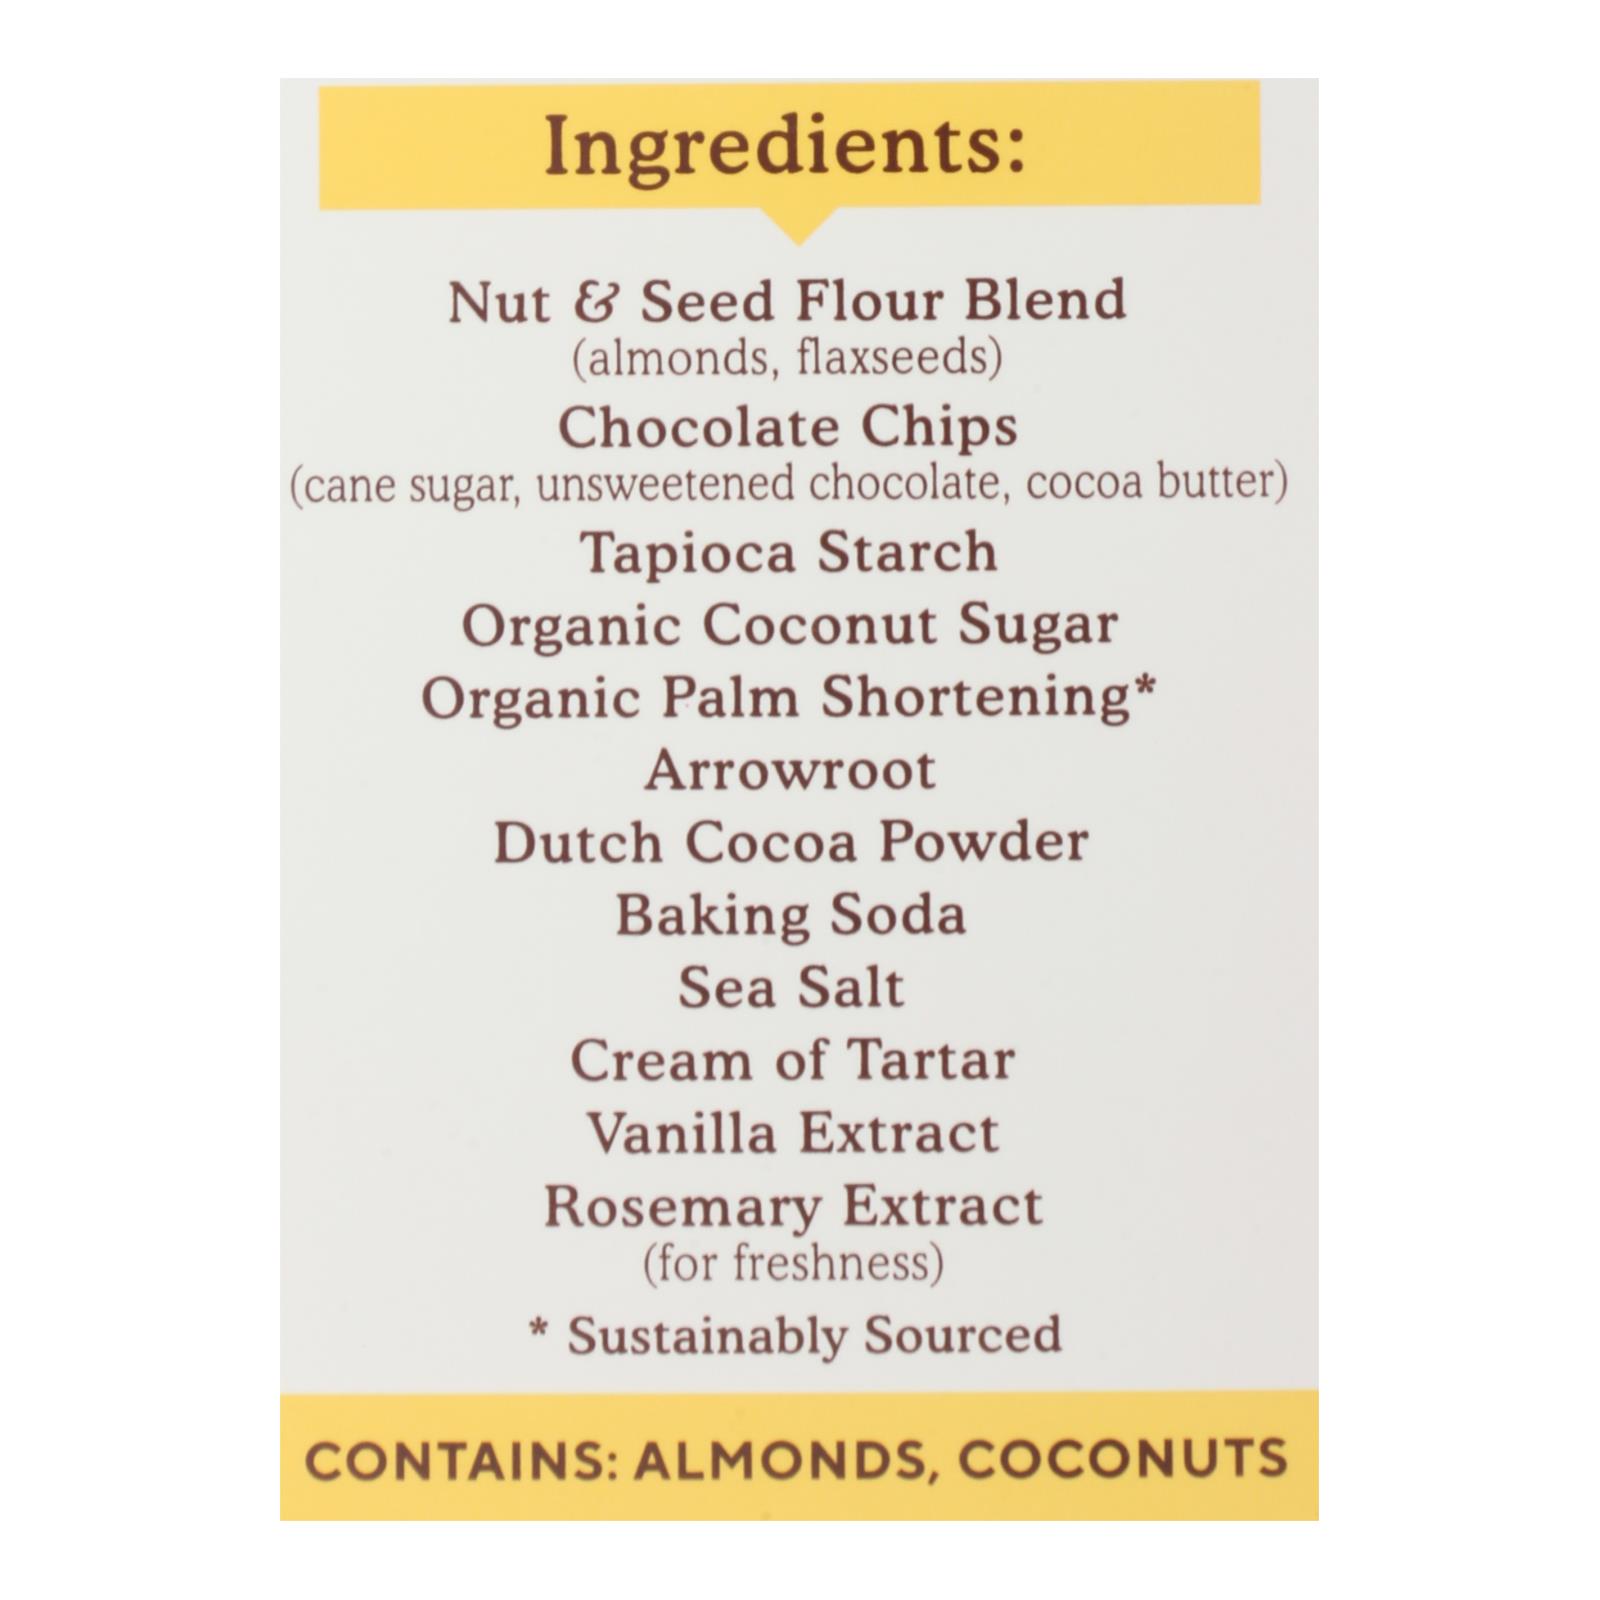 Ingredients:
Nut & Seed Flour Blend
(almonds, flaxseeds)
Chocolate Chips
(cane sugar, unsweetened chocolate, cocoa butter)
Tapioca Starch
Organic Coconut Sugar
Organic Palm Shortening*
Arrowroot
Dutch Cocoa Powder
Baking Soda
Sea Salt
Cream of Tartar
Vanilla Extract
Rosemary Extract
(for freshness)
* Sustainably Sourced
CONTAINS: ALMONDS, COCONUTS